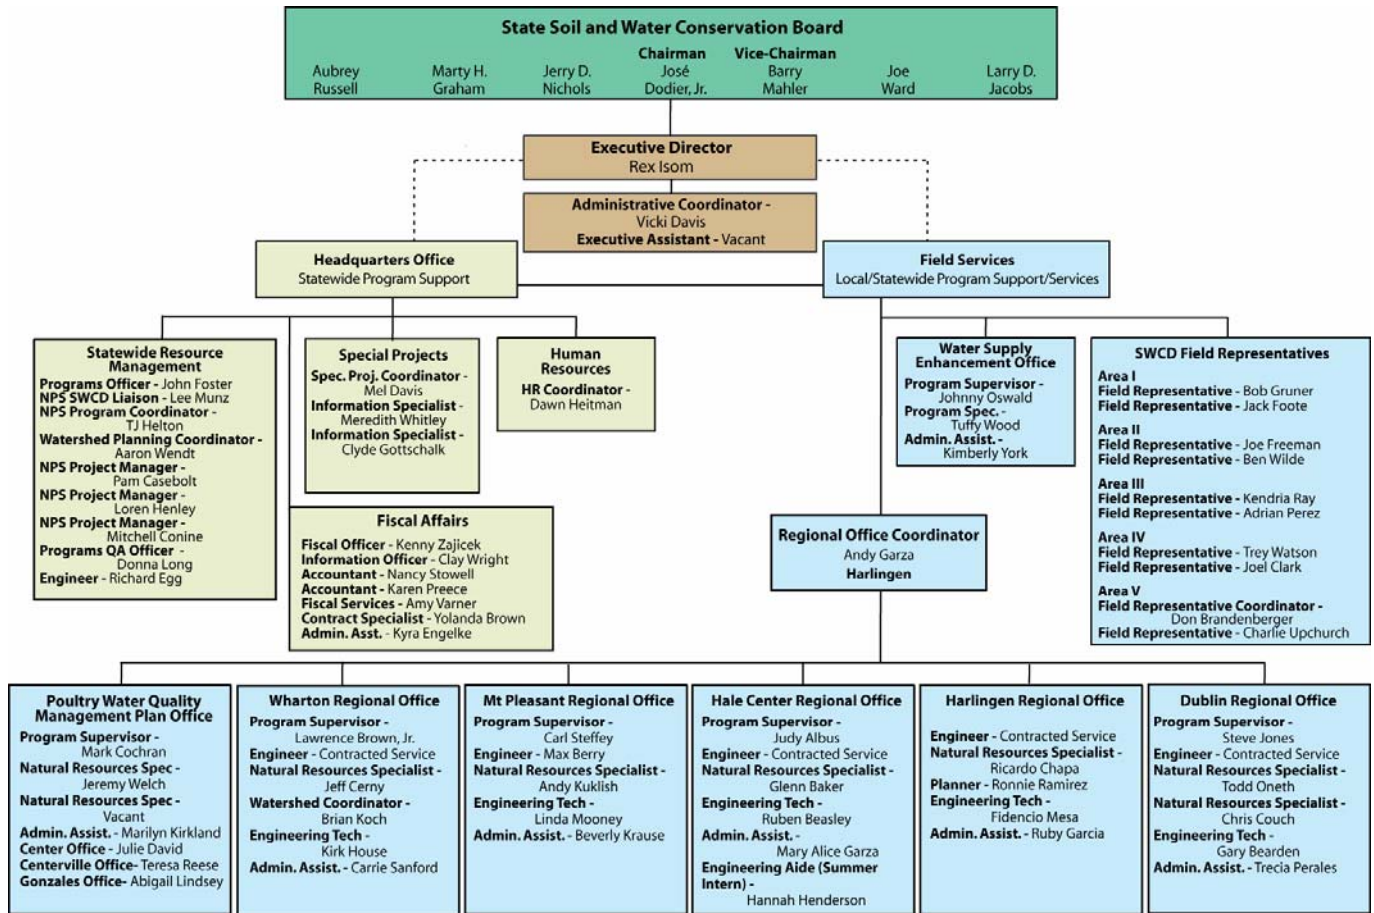 State Soil and Water Conservation Board
Chairman Vice-Chairman
Aubrey Marty H. Jerry D. José Barry Joe Larry D.
Russell Graham Nichols Dodier, Jr. Mahler Ward Jacobs
Executive Director
Rex Isom
Administrative Coordinator -
Vicki Davis
Executive Assistant - Vacant
Headquarters Office
Statewide Program Support
Field Services
Local/Statewide Program Support/Services
Statewide Resource
Management
Programs Officer - John Foster
NPS SWCD Liaison - Lee Munz
NPS Program Coordinator -
TJ Helton
Watershed Planning Coordinator -
Aaron Wendt
NPS Project Manager -
Pam Casebolt
NPS Project Manager -
Loren Henley
NPS Project Manager -
Mitchell Conine
Programs QA Officer -
Donna Long
Engineer - Richard Egg
Special Projects
Spec. Proj. Coordinator -
Mel Davis
Information Specialist -
Meredith Whitley
Information Specialist -
Clyde Gottschalk
Human
Resources
HR Coordinator -
Dawn Heitman
Fiscal Affairs
Fiscal Officer - Kenny Zajicek
Information Officer - Clay Wright
Accountant - Nancy Stowell
Accountant - Karen Preece
Fiscal Services - Amy Varner
Contract Specialist - Yolanda Brown
Admin. Asst. - Kyra Engelke
Water Supply
Enhancement Office
Program Supervisor -
Johnny Oswald
Program Spec. -
Tuffy Wood
Admin. Assist. -
Kimberly York
SWCD Field Representatives
Area I
Field Representative - Bob Gruner
Field Representative - Jack Foote
Area II
Field Representative - Joe Freeman
Field Representative - Ben Wilde
Area III
Field Representative - Kendria Ray
Field Representative - Adrian Perez
Area IV
Field Representative - Trey Watson
Field Representative - Joel Clark
Area V
Field Representative Coordinator -
Don Brandenberger
Field Representative - Charlie Upchurch
Regional Office Coordinator
Andy Garza
Harlingen
Poultry Water Quality
Management Plan Office
Program Supervisor -
Mark Cochran
Natural Resources Spec -
Jeremy Welch
Natural Resources Spec -
Vacant
Admin. Assist. - Marilyn Kirkland
Center Office - Julie David
Centerville Office- Teresa Reese
Gonzales Office- Abigail Lindsey
Wharton Regional Office
Program Supervisor -
Lawrence Brown, Jr.
Engineer - Contracted Service
Natural Resources Specialist -
Jeff Cerny
Watershed Coordinator -
Brian Koch
Engineering Tech -
Kirk House
Admin. Assist. - Carrie Sanford
Mt Pleasant Regional Office
Program Supervisor -
Carl Steffey
Engineer - Max Berry
Natural Resources Specialist -
Andy Kuklish
Engineering Tech -
Linda Mooney
Admin. Assist. - Beverly Krause
Hale Center Regional Office
Program Supervisor -
Judy Albus
Engineer - Contracted Service
Natural Resources Specialist -
Glenn Baker
Engineering Tech -
Ruben Beasley
Admin. Assist. -
Mary Alice Garza
Engineering Aide (Summer
Intern) -
Hannah Henderson
Harlingen Regional Office
Engineer - Contracted Service
Natural Resources Specialist -
Ricardo Chapa
Planner - Ronnie Ramirez
Engineering Tech -
Fidencio Mesa
Admin. Assist. - Ruby Garcia
Dublin Regional Office
Program Supervisor -
Steve Jones
Engineer - Contracted Service
Natural Resources Specialist -
Todd Oneth
Natural Resources Specialist -
Chris Couch
Engineering Tech -
Gary Bearden
Admin. Assist. - Trecia Perales